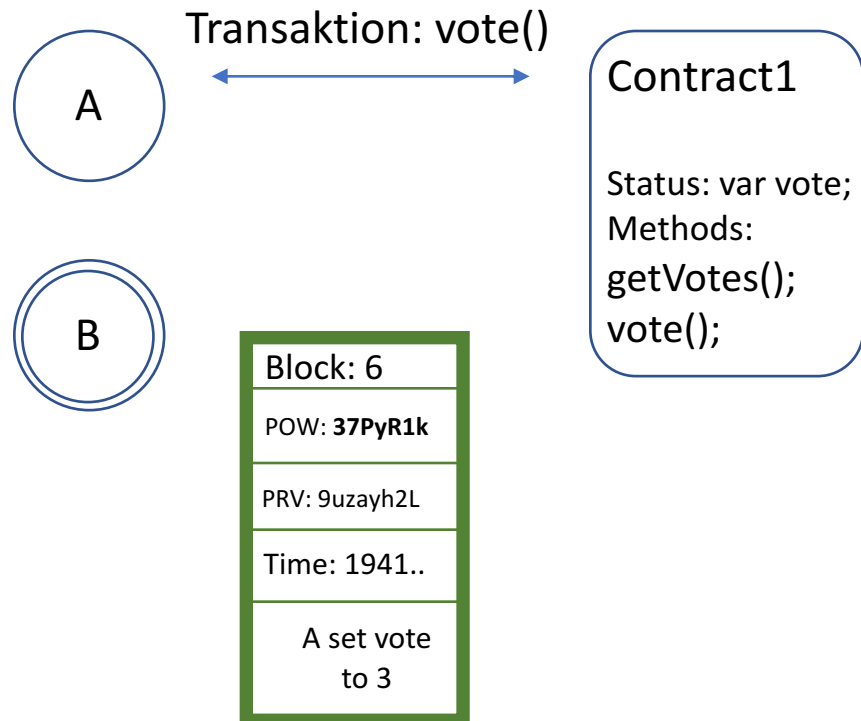 Transaktion: vote()
A
Contract1
Status: var vote;
Methods:
getVotes();
vote();
B
Block: 6
POW: 37PyR1k
PRV: 9uzayh2L
Time: 1941..
A set vote
to 3